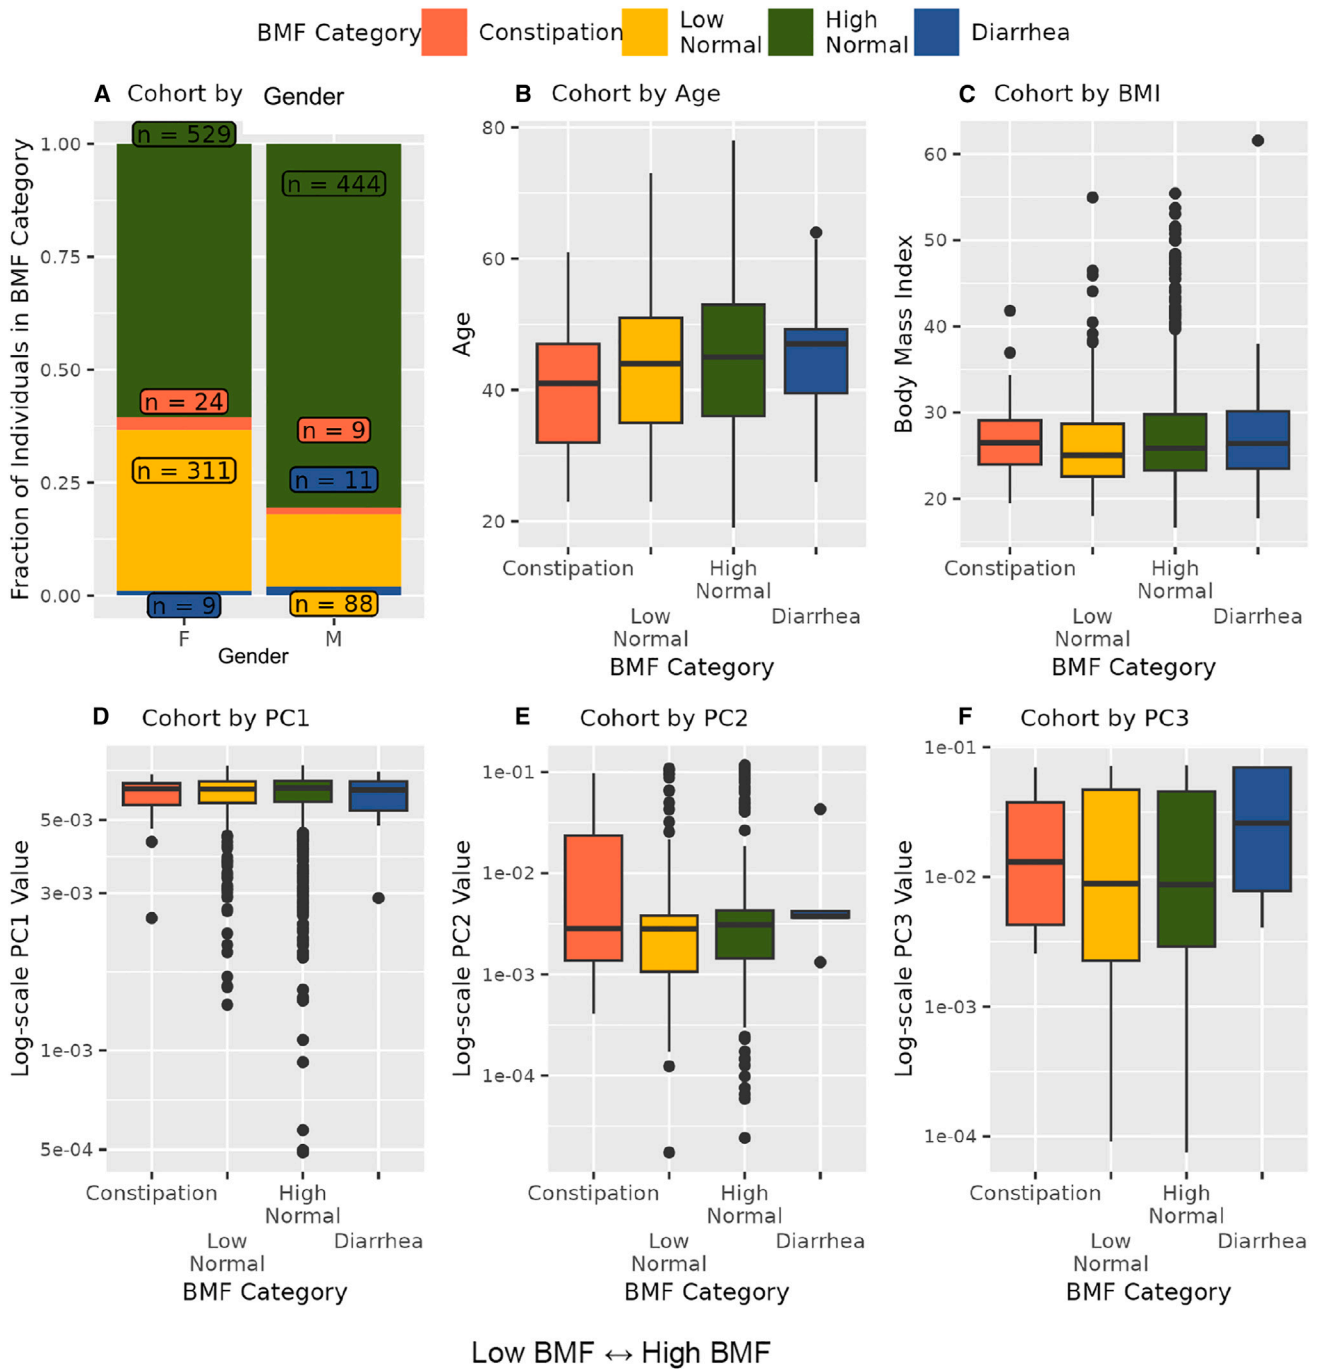 BMF Category
Constipation
Low
Normal
High
Normal
Diarrhea
A Cohort by Gender
Fraction of Individuals in BMF Category
1.00
0.75
0.50
0.25
0.00
n = 529
n = 444
n = 24
n = 9
n = 311
n = 11
n = 9
n = 88
F
M
Gender
B Cohort by Age
Age
80
60
40
20
Constipation
High
Normal
Low
Normal
Diarrhea
BMF Category
C Cohort by BMI
Body Mass Index
60
50
40
30
20
Constipation
High
Normal
Low
Normal
Diarrhea
BMF Category
D Cohort by PC1
Log-scale PC1 Value
5e-03
3e-03
1e-03
5e-04
Constipation
High
Normal
Low
Normal
Diarrhea
BMF Category
E Cohort by PC2
Log-scale PC2 Value
1e-01
1e-02
1e-03
1e-04
Constipation
High
Normal
Low
Normal
Diarrhea
BMF Category
F Cohort by PC3
Log-scale PC3 Value
1e-01
1e-02
1e-03
1e-04
Constipation
High
Normal
Low
Normal
Diarrhea
BMF Category
Low BMF ↔ High BMF